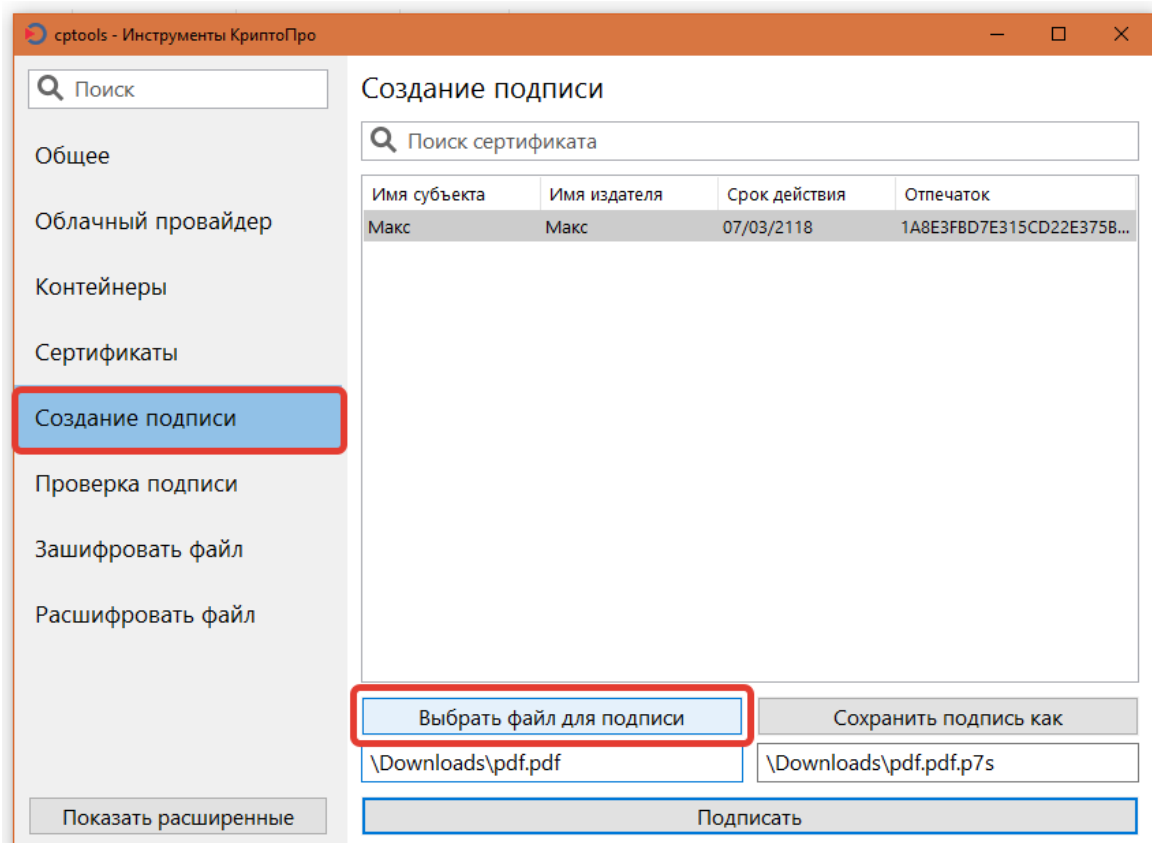 cptools - Инструменты КриптоПро
Поиск
Общее
Облачный провайдер
Контейнеры
Сертификаты
Создание подписи
Проверка подписи
Зашифровать файл
Расшифровать файл
Показать расширенные
Создание подписи
Поиск сертификата
Имя субъекта Имя издателя Срок действия Отпечаток
Макс Макс 07/03/2118 1A8E3FBD7E315CD22E375B...
Выбрать файл для подписи Сохранить подпись как
\Downloads\pdf.pdf \Downloads\pdf.pdf.p7s
Подписать